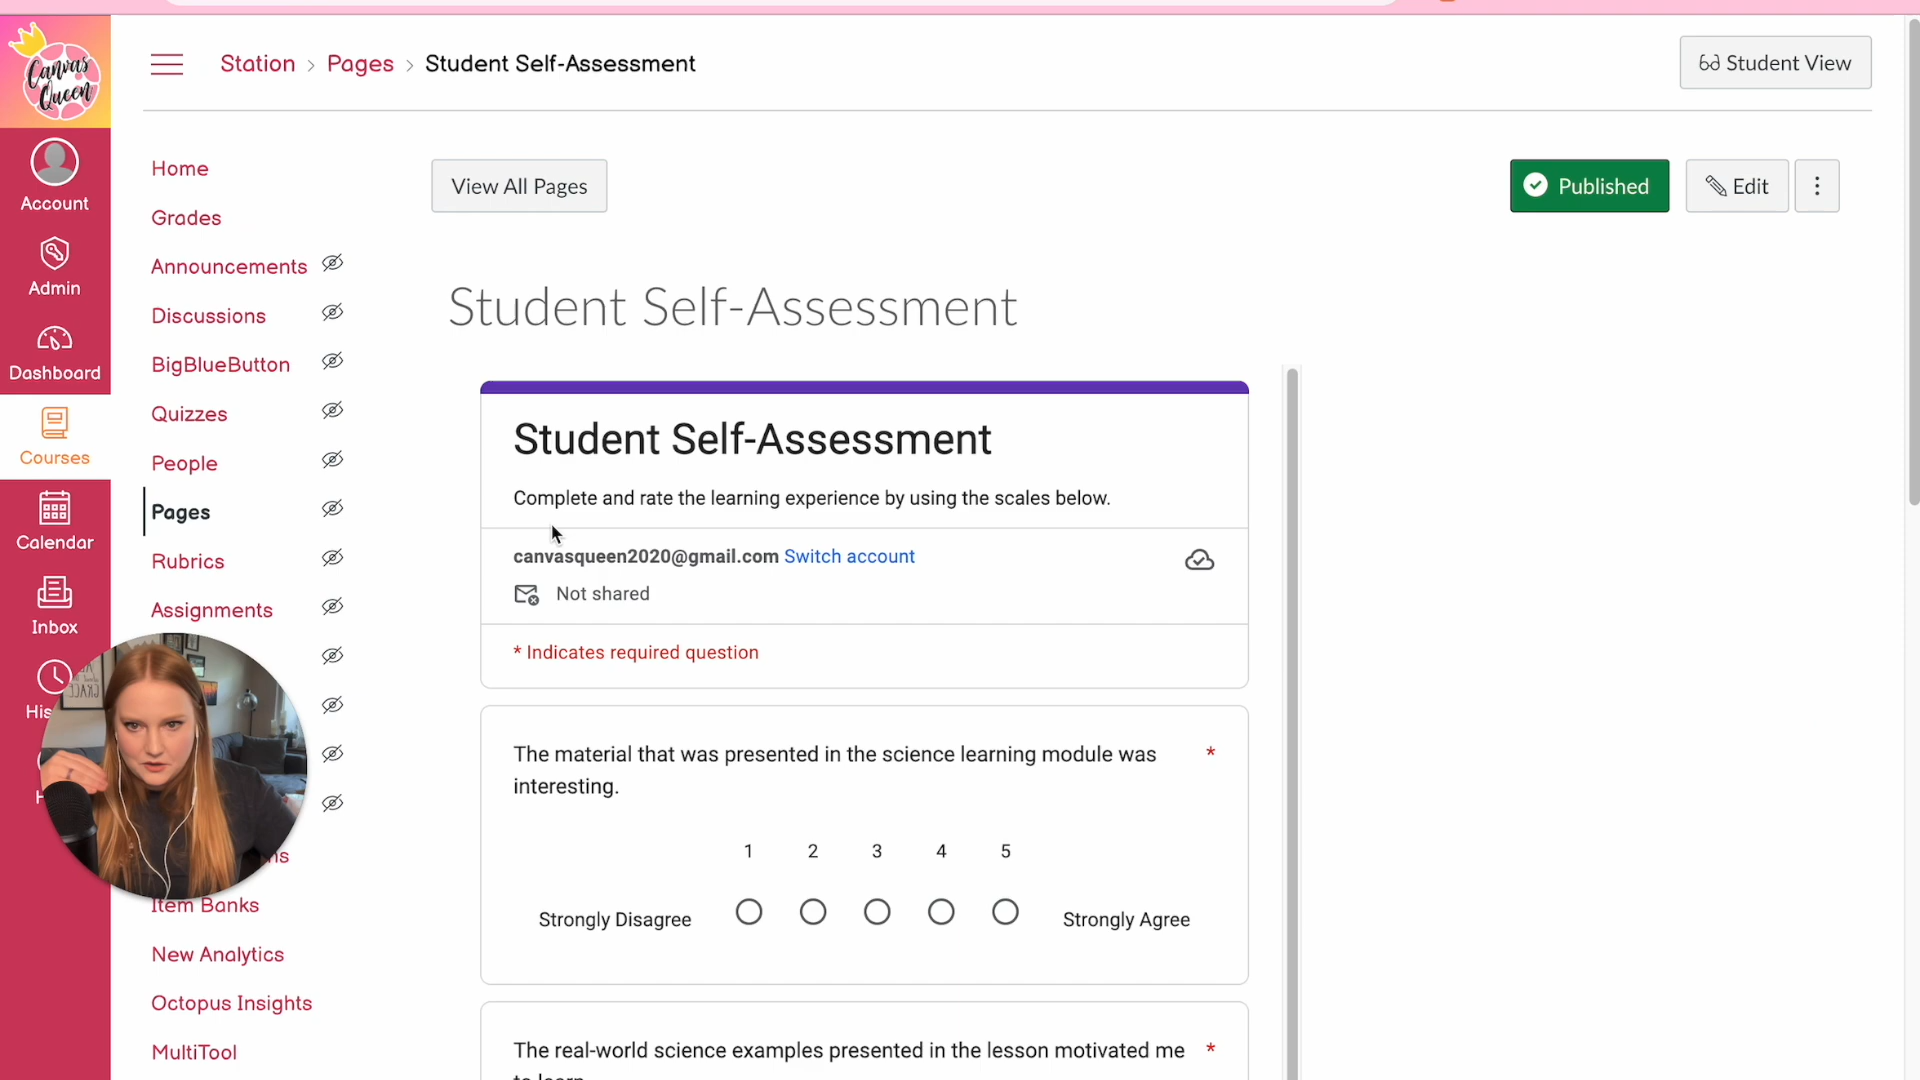 Canvas
Queen
Station > Pages > Student Self-Assessment
Student View
Account
Admin
Dashboard
Courses
Calendar
Inbox
His
H
Home
Grades
Announcements
Discussions
BigBlueButton
Quizzes
People
Pages
Rubrics
Assignments
ns
Item Banks
New Analytics
Octopus Insights
MultiTool
View All Pages
Published
Edit
Student Self-Assessment
Student Self-Assessment
Complete and rate the learning experience by using the scales below.
canvasqueen2020@gmail.com Switch account
Not shared
* Indicates required question
The material that was presented in the science learning module was *
interesting.
1 2 3 4 5
Strongly Disagree Strongly Agree
The real-world science examples presented in the lesson motivated me *
to learn